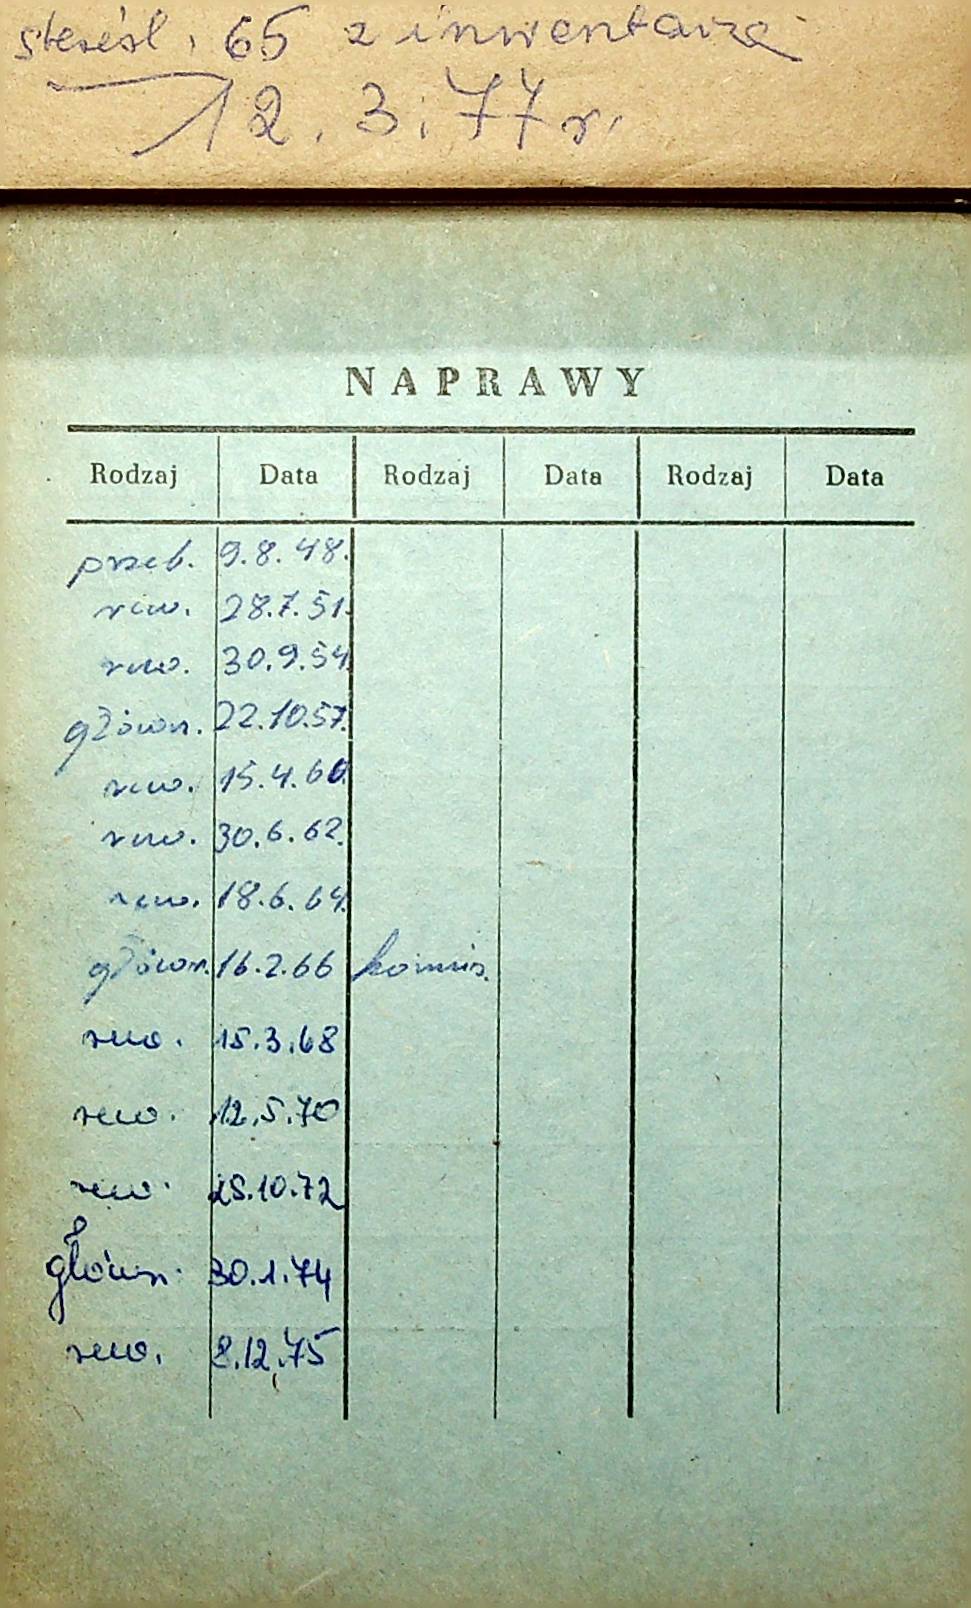 65 z inwentarza
12.3.77r.
NAPRAWY
Rodzaj Data Rodzaj Data Rodzaj Data
przeb. 9.8.48.
rew. 28.7.51.
rew. 30.9.54.
główn. 22.10.57.
rew. 15.4.60.
rew. 30.6.62.
rew. 18.6.64.
główn. 16.2.66 komis.
rew. 15.3.68
rew. 12.5.70
rew. 25.10.72
główn. 30.1.74
rew. 8.12.75